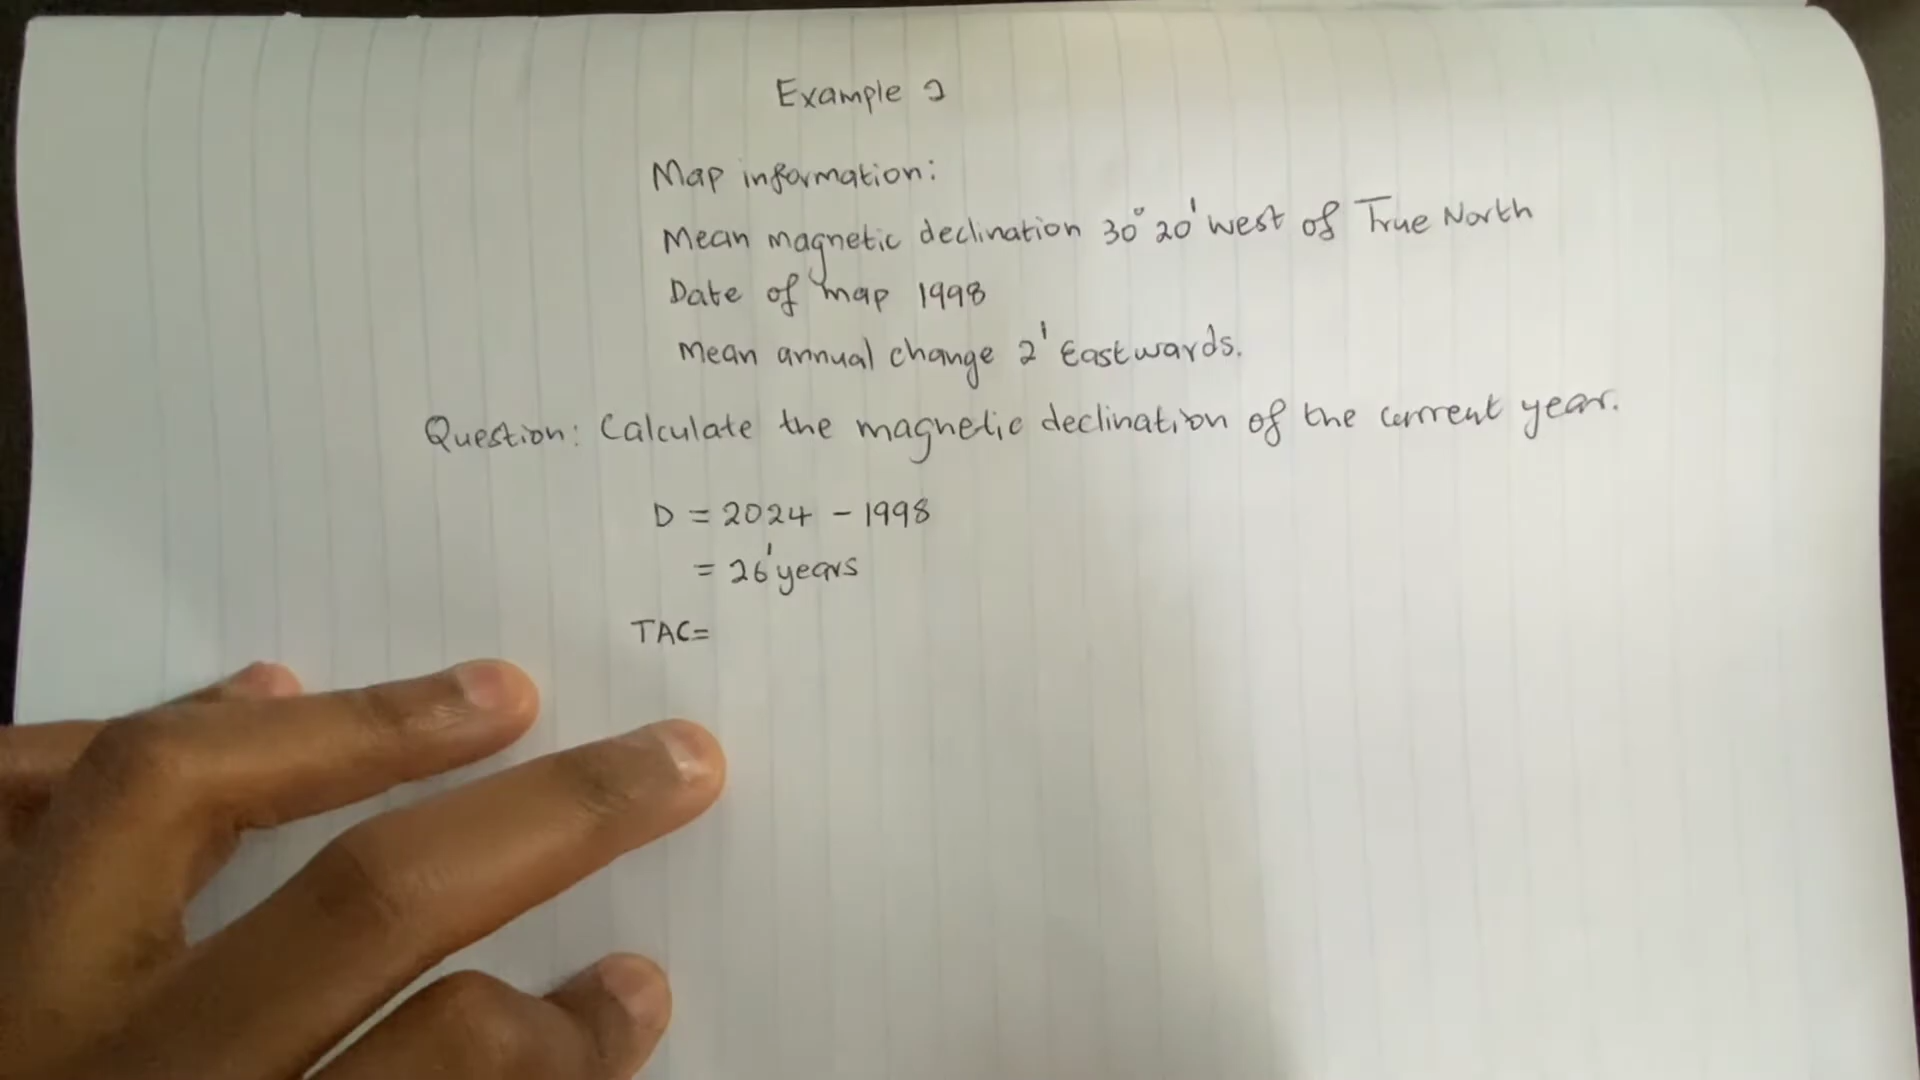 Example 2
Map information:
Mean magnetic declination 30° 20' west of True North
Date of map 1998
Mean annual change 2' Eastwards.
Question: Calculate the magnetic declination of the current year.
D = 2024 - 1998
= 26' years
TAC=